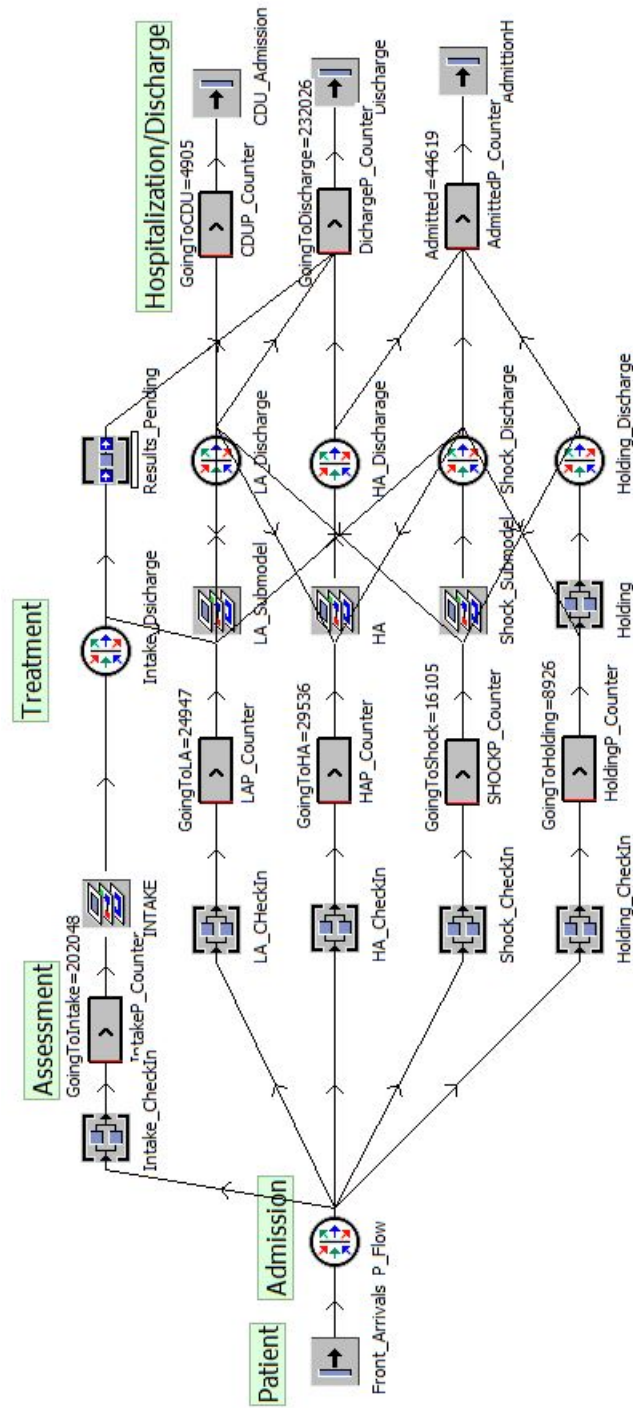 Patient
Admission
Assessment
Treatment
Hospitalization/Discharge
Front_Arrivals
P_Flow
Intake_CheckIn
GoingToIntake=202048
IntakeP_Counter
INTAKE
Intake_Dsicharge
Results_Pending
LA_CHeckIn
GoingToLA=24947
LAP_Counter
LA_Submodel
LA_Discharge
GoingToCDU=4905
CDUP_Counter
CDU_Admission
HA_CheckIn
GoingToHA=29536
HAP_Counter
HA
HA_Discharage
GoingToDischarge=232026
DichargeP_Counter
Discharge
Shock_CheckIn
GoingToShock=16105
SHOCKP_Counter
Shock_Submodel
Shock_Discharge
Admitted=44619
AdmittedP_Counter
AdmittionH
Holding_CheckIn
GoingToHolding=8926
HoldingP_Counter
Holding
Holding_Discharge